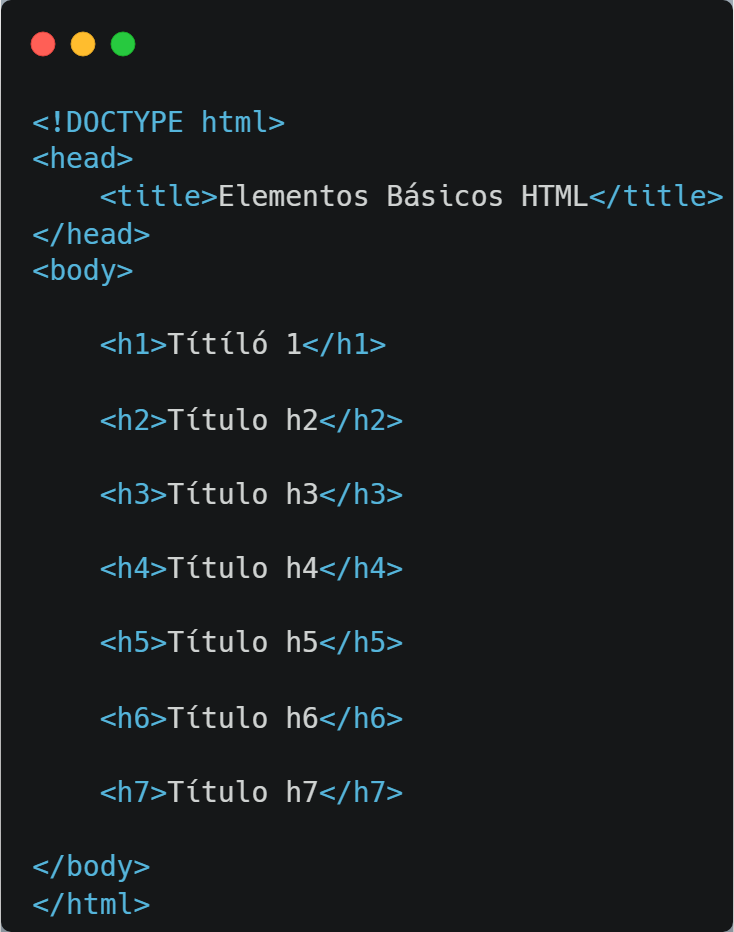 <!DOCTYPE html>
<head>
    <title>Elementos Básicos HTML</title>
</head>
<body>

    <h1>Títíló 1</h1>

    <h2>Título h2</h2>

    <h3>Título h3</h3>

    <h4>Título h4</h4>

    <h5>Título h5</h5>

    <h6>Título h6</h6>

    <h7>Título h7</h7>

</body>
</html>